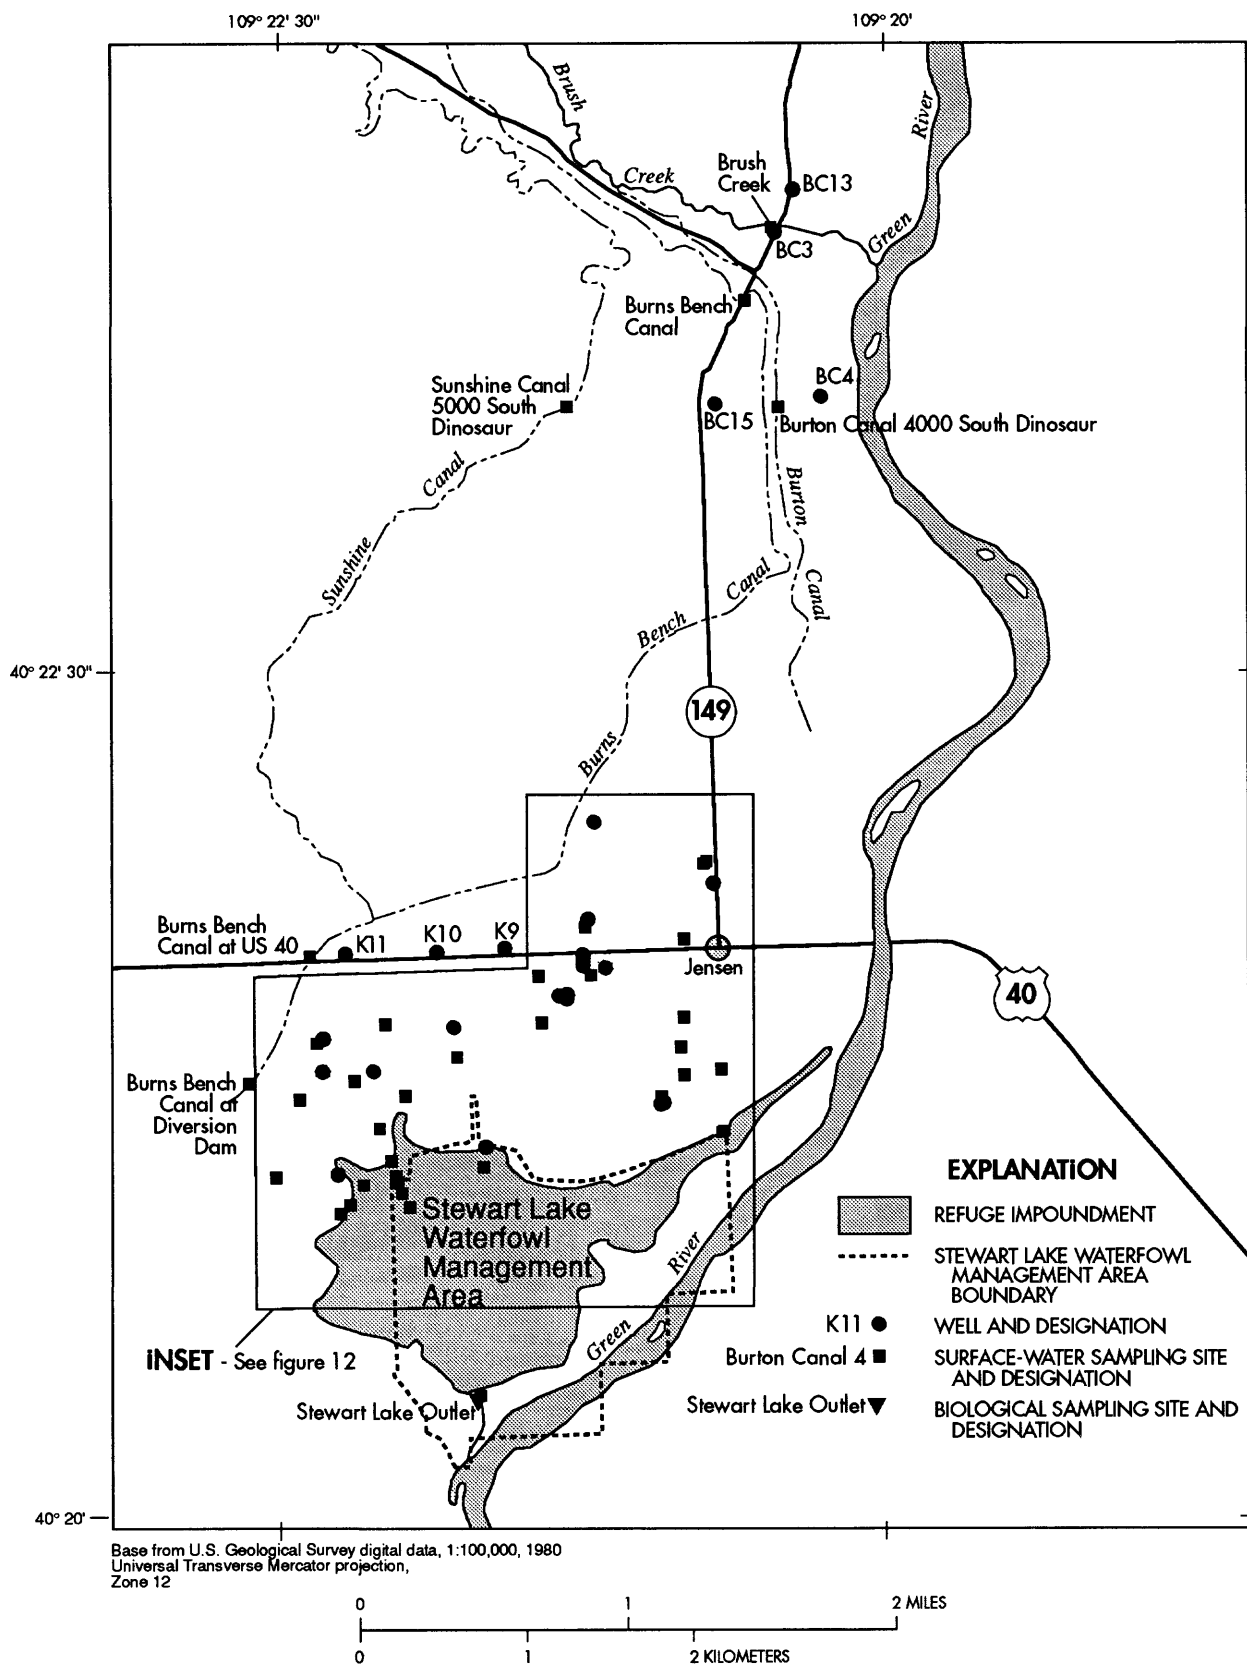 109° 22' 30"
109° 20'
Brush
Creek
River
Green
Brush
Creek
BC13
BC3
Burns Bench
Canal
Sunshine Canal
5000 South
Dinosaur
BC4
BC15
Burton Canal 4000 South Dinosaur
Canal
Sunshine
Burton
Canal
Canal
Bench
Burns
40° 22' 30"
149
Burns Bench
Canal at US 40
K11
K10
K9
Jensen
40
Burns Bench
Canal at
Diversion
Dam
Stewart Lake
Waterfowl
Management
Area
River
Green
iNSET - See figure 12
Stewart Lake Outlet
EXPLANATiON
REFUGE IMPOUNDMENT
STEWART LAKE WATERFOWL
MANAGEMENT AREA
BOUNDARY
K11
WELL AND DESIGNATION
Burton Canal 4
SURFACE-WATER SAMPLING SITE
AND DESIGNATION
Stewart Lake Outlet
BIOLOGICAL SAMPLING SITE AND
DESIGNATION
40° 20'
Base from U.S. Geological Survey digital data, 1:100,000, 1980
Universal Transverse Mercator projection,
Zone 12
0 1 2 MILES
0 1 2 KILOMETERS